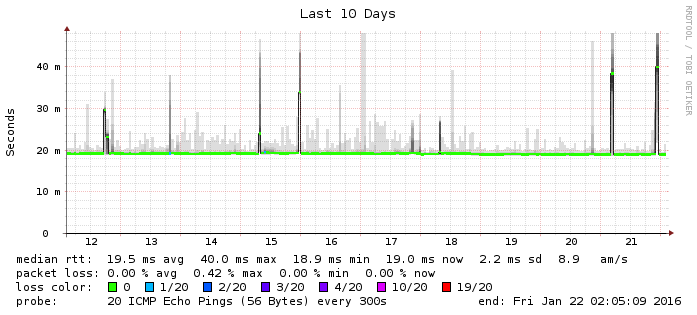 Last 10 Days
RRDTOOL / TOBI OETIKER
Seconds
40 m
30 m
20 m
10 m
0
12 13 14 15 16 17 18 19 20 21
median rtt: 19.5 ms avg 40.0 ms max 18.9 ms min 19.0 ms now 2.2 ms sd 8.9 am/s
packet loss: 0.00 % avg 0.42 % max 0.00 % min 0.00 % now
loss color: 0 1/20 2/20 3/20 4/20 10/20 19/20
probe: 20 ICMP Echo Pings (56 Bytes) every 300s end: Fri Jan 22 02:05:09 2016